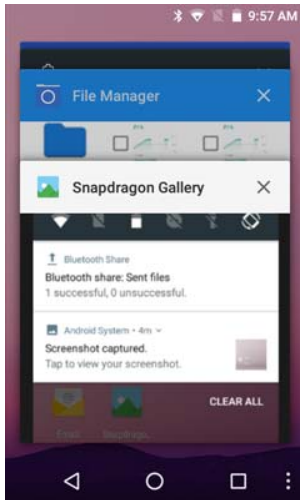 9:57 AM
File Manager
Snapdragon Gallery
Bluetooth Share
Bluetooth share: Sent files
1 successful, 0 unsuccessful.
Android System • 4m
Screenshot captured.
Tap to view your screenshot.
CLEAR ALL
Email
Snapdrago..